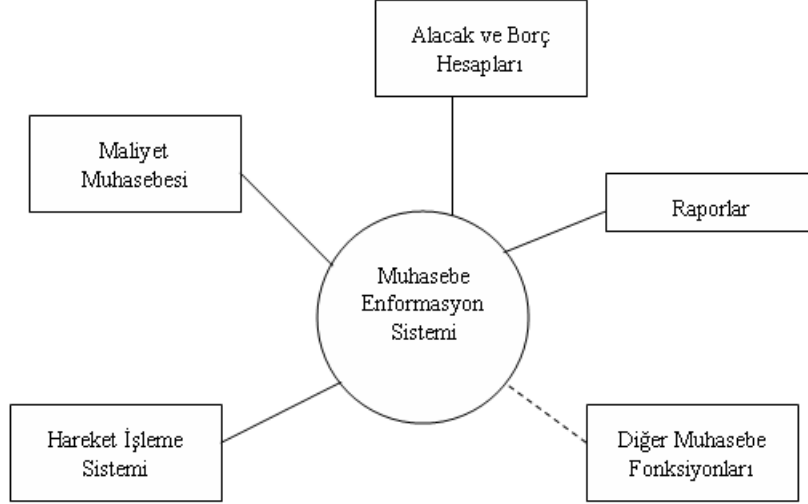 Alacak ve Borç
Hesapları
Maliyet
Muhasebesi
Raporlar
Muhasebe
Enformasyon
Sistemi
Hareket İşleme
Sistemi
Diğer Muhasebe
Fonksiyonları